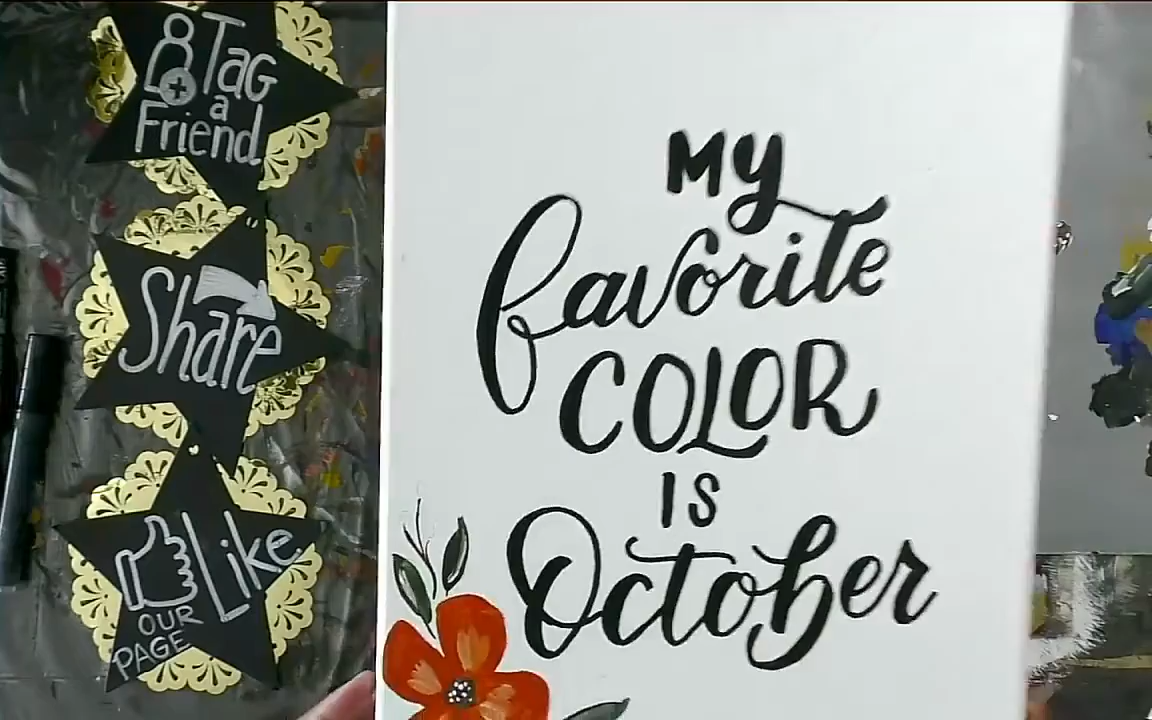 Tag
a
Friend
Share
Like
OUR
PAGE
My
favorite
COLOR
IS
October